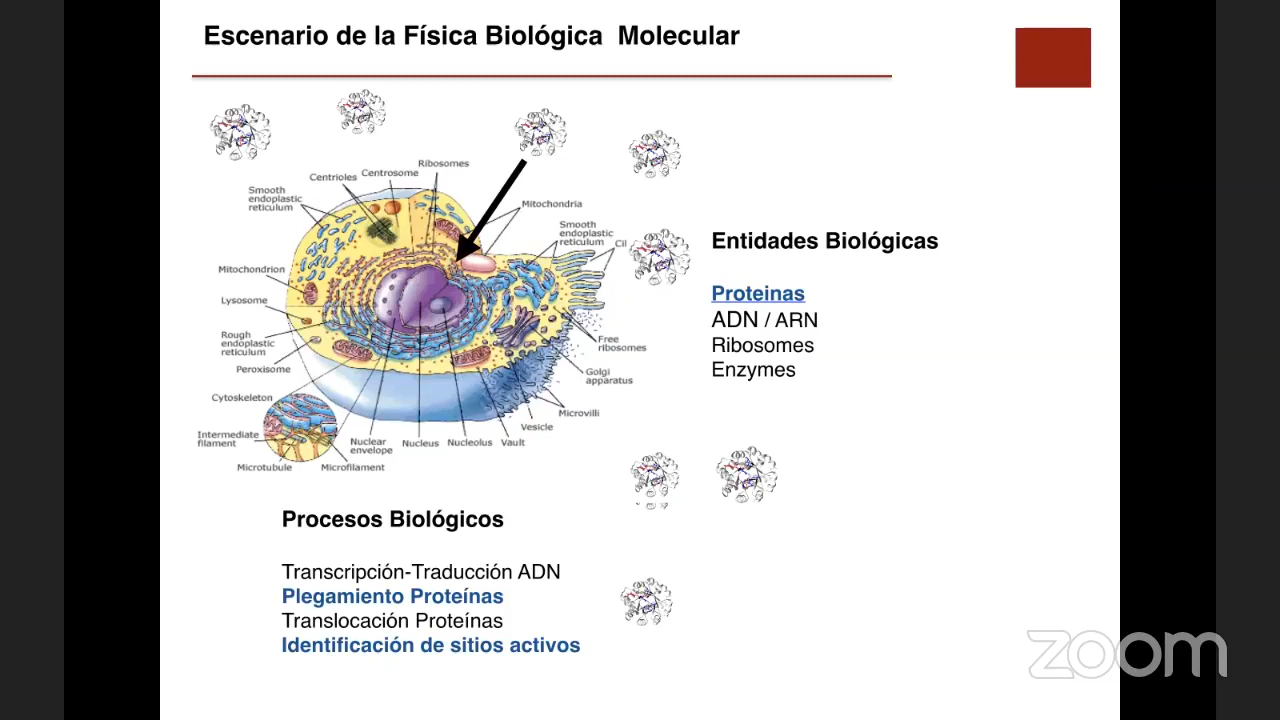 Escenario de la Física Biológica Molecular
Ribosomes
Centrosome
Centrioles
Smooth
endoplastic
reticulum
Mitochondria
Smooth
endoplastic
reticulum
Cil
Mitochondrion
Lysosome
Rough
endoplastic
reticulum
Peroxisome
Free
ribosomes
Golgi
apparatus
Cytoskeleton
Microvilli
Vesicle
Intermediate
filament
Nuclear
envelope
Nucleus
Nucleolus
Vault
Microtubule
Microfilament
Entidades Biológicas
Proteinas
ADN / ARN
Ribosomes
Enzymes
Procesos Biológicos
Transcripción-Traducción ADN
Plegamiento Proteínas
Translocación Proteínas
Identificación de sitios activos
zoom